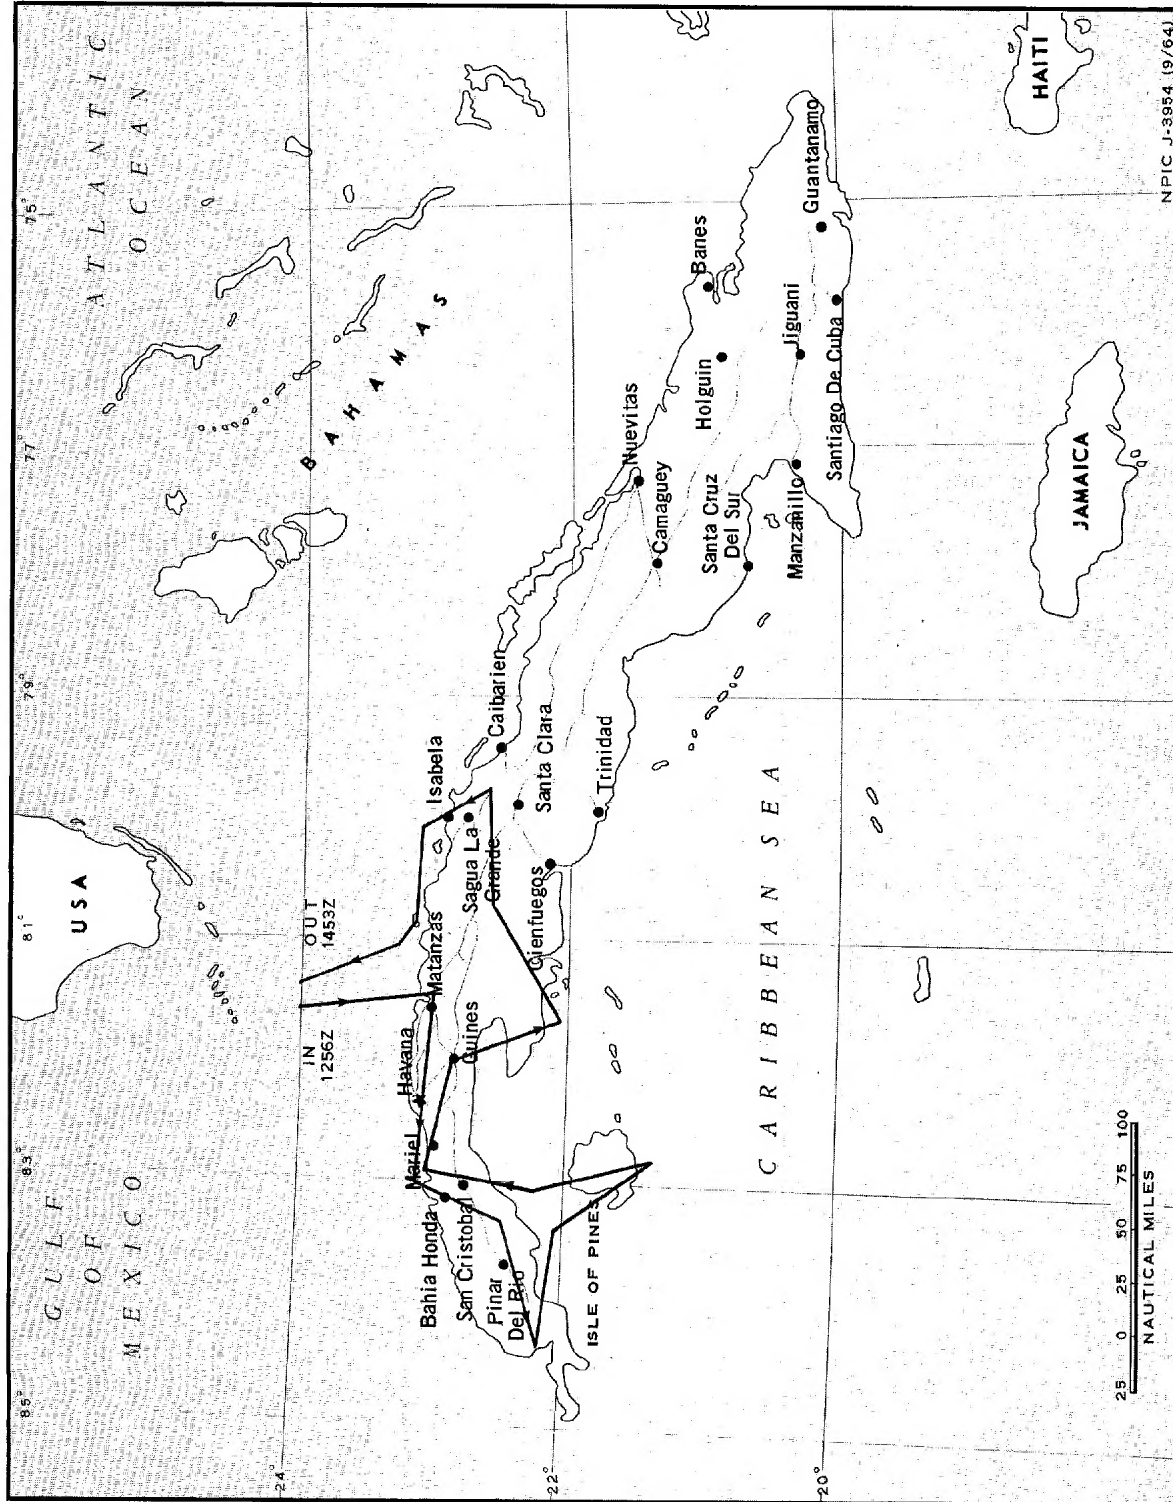 85°
83°
81°
79°
77°
75°
GULF
OF
MEXICO
USA
ATLANTIC
OCEAN
BAHAMAS
24°
IN
1256Z
OUT
1453Z
Bahia Honda
Mariel
Havana
Matanzas
Isabela
Caibarien
San Cristobal
Guines
Sagua La
Grande
Santa Clara
Pinar
Del Rio
Cienfuegos
Trinidad
Nuevitas
Camaguey
Banes
Holguin
Santa Cruz
Del Sur
Jiguani
Manzanillo
Guantanamo
Santiago De Cuba
22°
ISLE OF PINES
CARIBBEAN SEA
20°
HAITI
JAMAICA
25 0 25 50 75 100
NAUTICAL MILES
NPIC J-3954 (9/64)